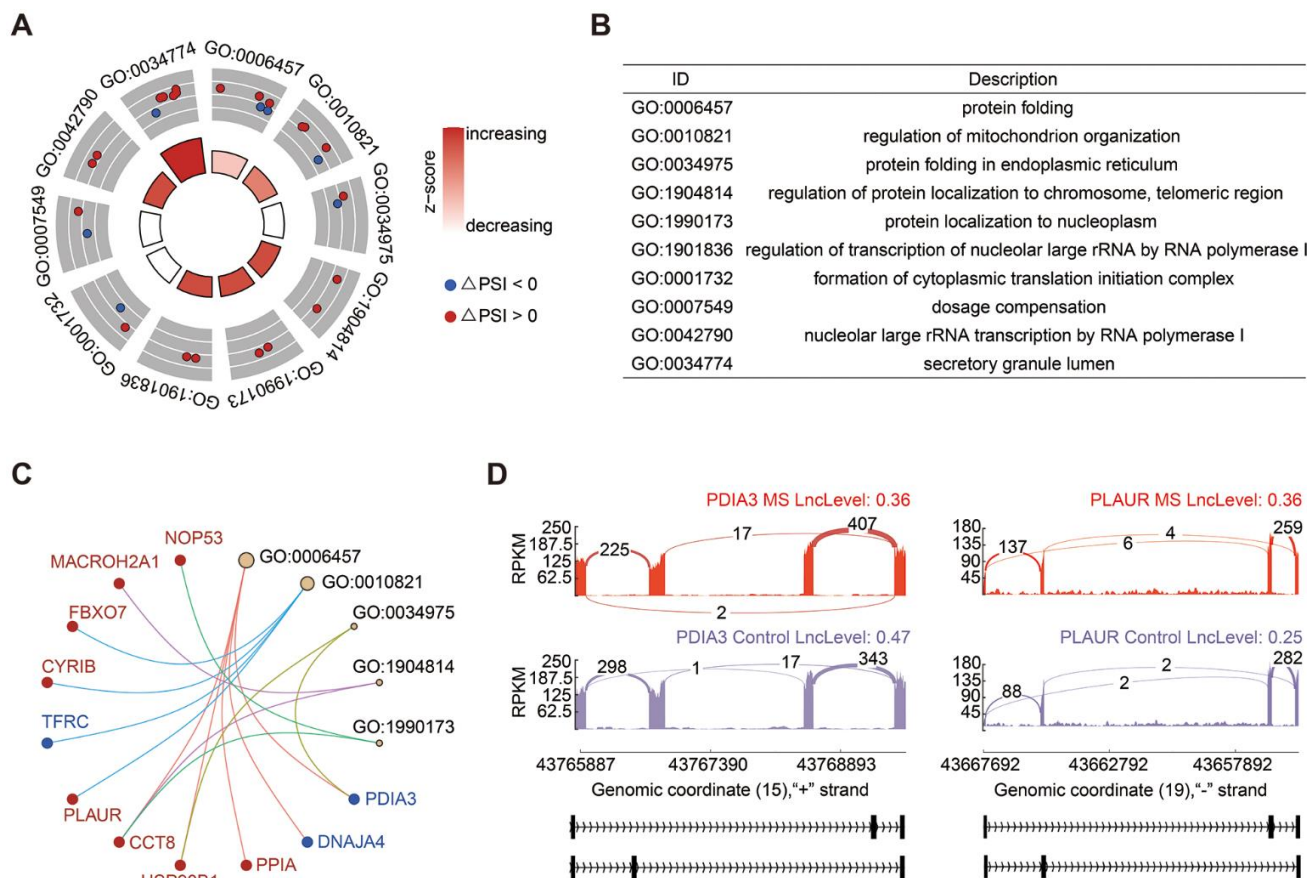 A
GO:0034774
GO:0006457
GO:0010821
GO:0034975
GO:1904814
GO:1990173
GO:1901836
GO:0001732
GO:0007549
GO:0042790
z-score
increasing
decreasing
△PSI < 0
△PSI > 0
B
ID Description
GO:0006457 protein folding
GO:0010821 regulation of mitochondrion organization
GO:0034975 protein folding in endoplasmic reticulum
GO:1904814 regulation of protein localization to chromosome, telomeric region
GO:1990173 protein localization to nucleoplasm
GO:1901836 regulation of transcription of nucleolar large rRNA by RNA polymerase I
GO:0001732 formation of cytoplasmic translation initiation complex
GO:0007549 dosage compensation
GO:0042790 nucleolar large rRNA transcription by RNA polymerase I
GO:0034774 secretory granule lumen
C
NOP53
GO:0006457
MACROH2A1
GO:0010821
FBXO7
GO:0034975
CYRIB
GO:1904814
TFRC
GO:1990173
PLAUR
PDIA3
CCT8
DNAJA4
PPIA
D
PDIA3 MS LncLevel: 0.36
RPKM
250
187.5
125
62.5
225
17
407
2
PDIA3 Control LncLevel: 0.47
RPKM
250
187.5
125
62.5
298
1
17
343
43765887 43767390 43768893
Genomic coordinate (15),"+" strand
PLAUR MS LncLevel: 0.36
180
135
90
45
137
4
6
259
PLAUR Control LncLevel: 0.25
180
135
90
45
88
2
2
282
43667692 43662792 43657892
Genomic coordinate (19),"-" strand